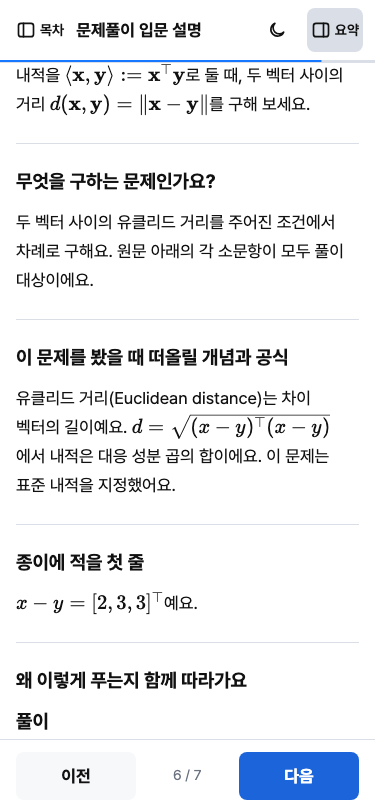 목차 문제풀이 입문 설명 요약
내적을 ⟨x, y⟩ := x⊤y로 둘 때, 두 벡터 사이의
거리 d(x, y) = ‖x − y‖를 구해 보세요.
무엇을 구하는 문제인가요?
두 벡터 사이의 유클리드 거리를 주어진 조건에서
차례로 구해요. 원문 아래의 각 소문항이 모두 풀이
대상이에요.
이 문제를 봤을 때 떠올릴 개념과 공식
유클리드 거리(Euclidean distance)는 차이
벡터의 길이예요. d = √(x − y)⊤(x − y)
에서 내적은 대응 성분 곱의 합이에요. 이 문제는
표준 내적을 지정했어요.
종이에 적을 첫 줄
x − y = [2, 3, 3]⊤예요.
왜 이렇게 푸는지 함께 따라가요
풀이
이전 6 / 7 다음